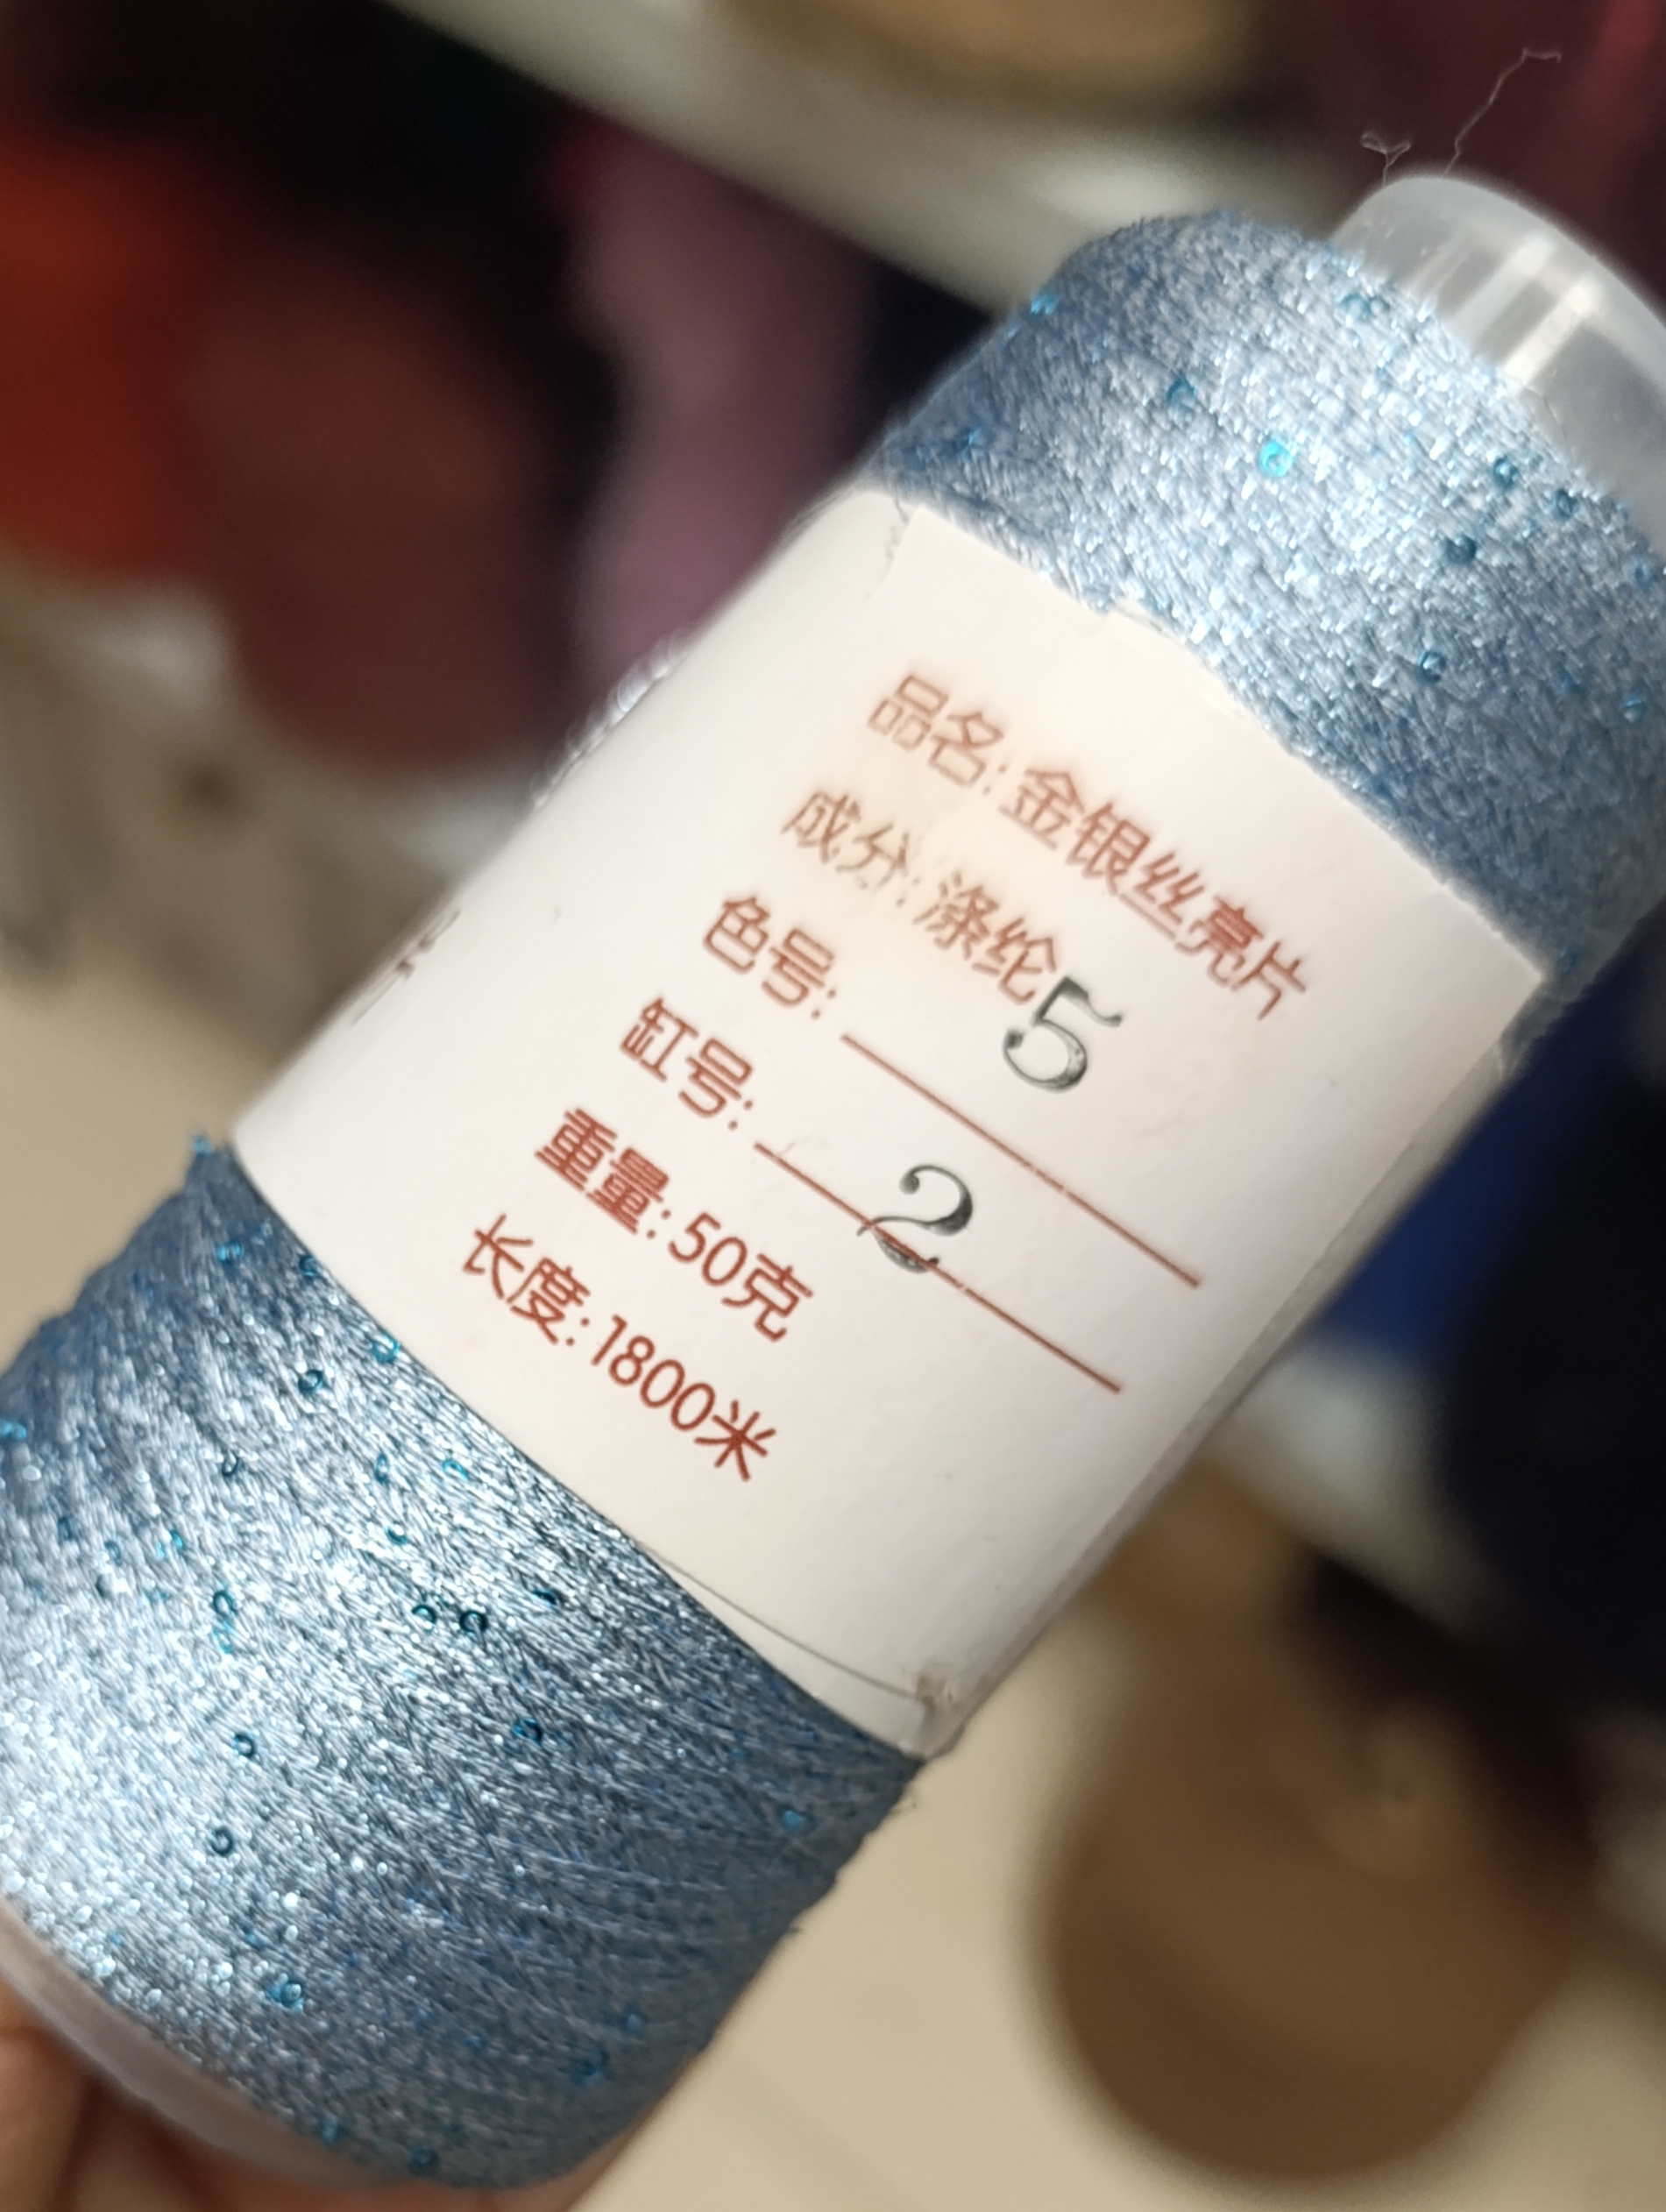 品名: 金银丝亮片
成分: 涤纶
色号: 5
缸号: 2
重量: 50克
长度: 1800米